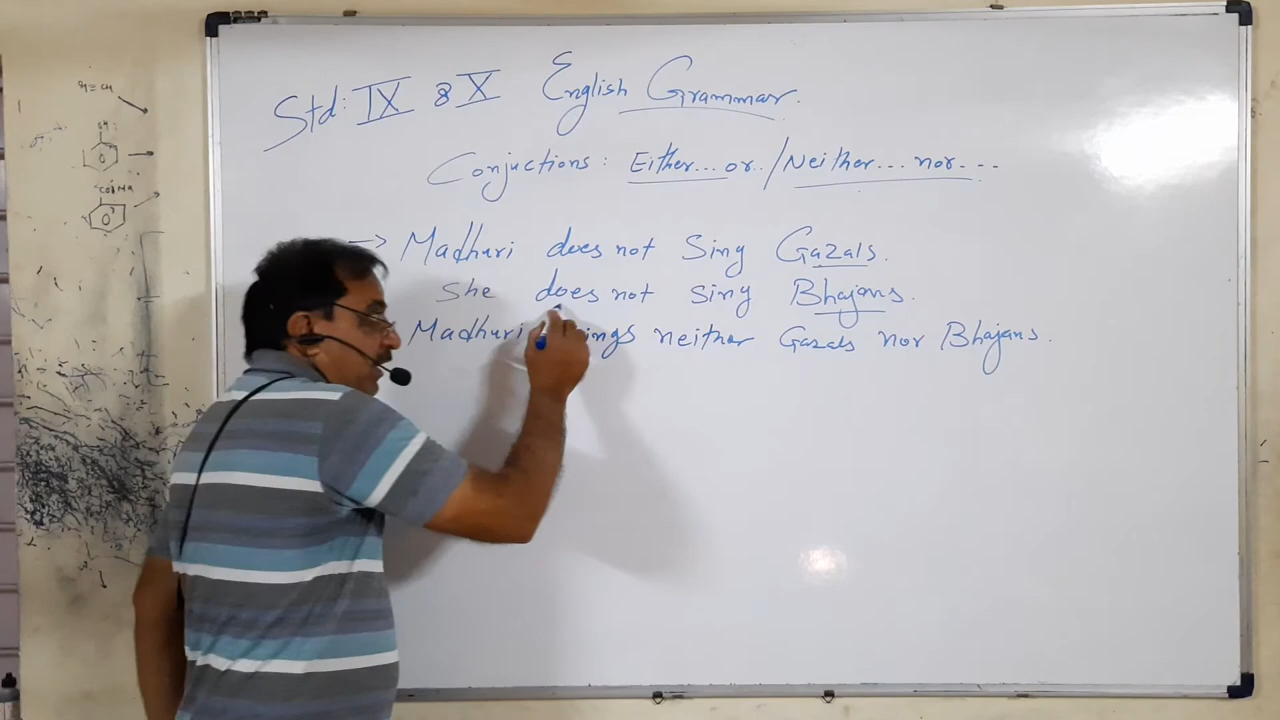 Std: IX & X English Grammar.
Conjuctions: Either...or../Neither...nor---
→ Madhuri does not Sing Gazals.
She does not sing Bhajans.
Madhuri ings neither Gazals nor Bhajans.